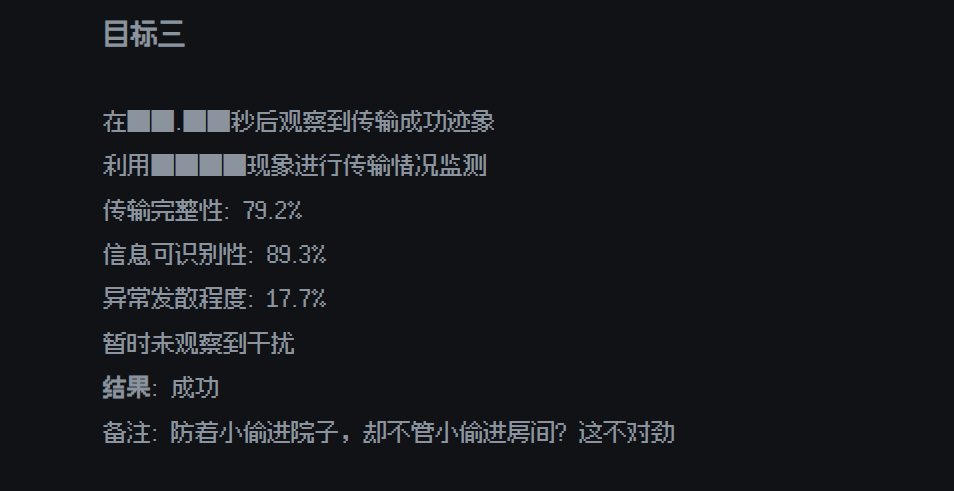 目标三
在██.██秒后观察到传输成功迹象
利用████现象进行传输情况监测
传输完整性: 79.2%
信息可识别性: 89.3%
异常发散程度: 17.7%
暂时未观察到干扰
结果: 成功
备注: 防着小偷进院子，却不管小偷进居间? 这不对劲